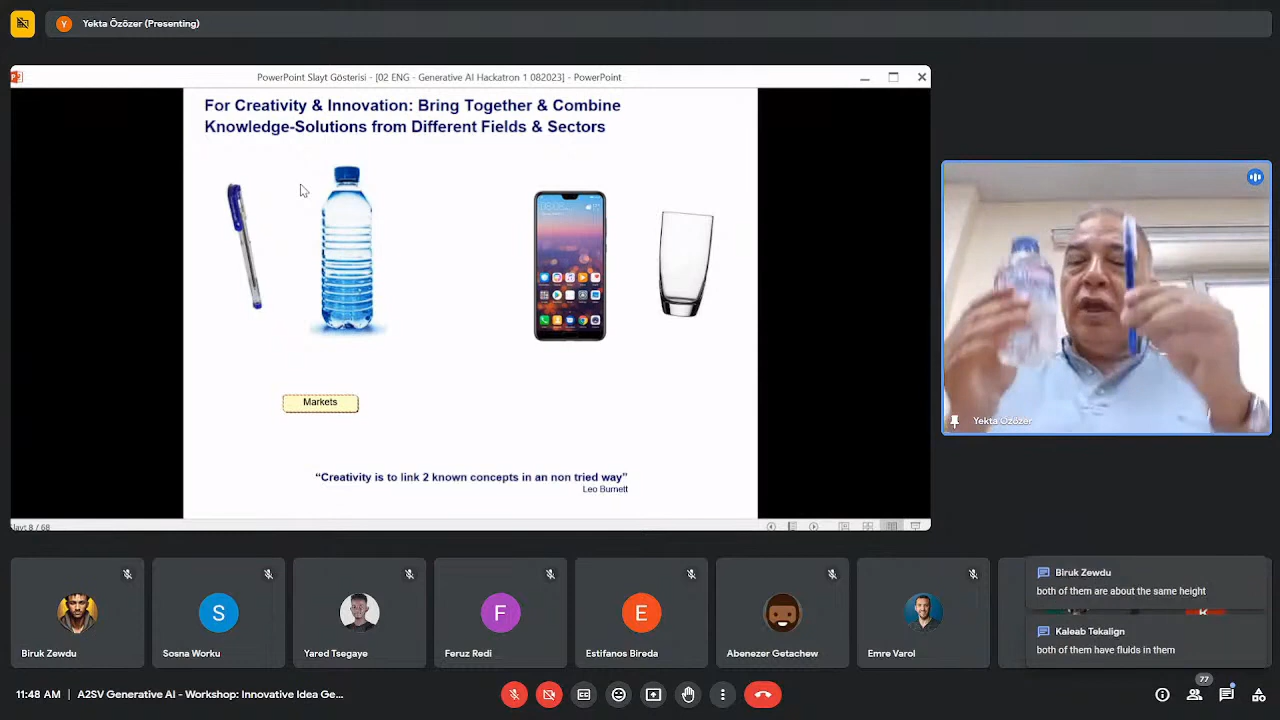 Yekta Özözer (Presenting)
PowerPoint Slayt Gösterisi - [02 ENG - Generative AI Hackatron 1 082023] - PowerPoint
For Creativity & Innovation: Bring Together & Combine
Knowledge-Solutions from Different Fields & Sectors
Markets
“Creativity is to link 2 known concepts in an non tried way”
Leo Burnett
Slayt 8 / 68
Yekta Özözer
Biruk Zewdu
Sosna Worku
Yared Tsegaye
Feruz Redi
Estifanos Bireda
Abenezer Getachew
Emre Varol
Biruk Zewdu
both of them are about the same height
Kaleab Tekalign
both of them have fluids in them
11:48 AM | A2SV Generative AI - Workshop: Innovative Idea Ge...
77